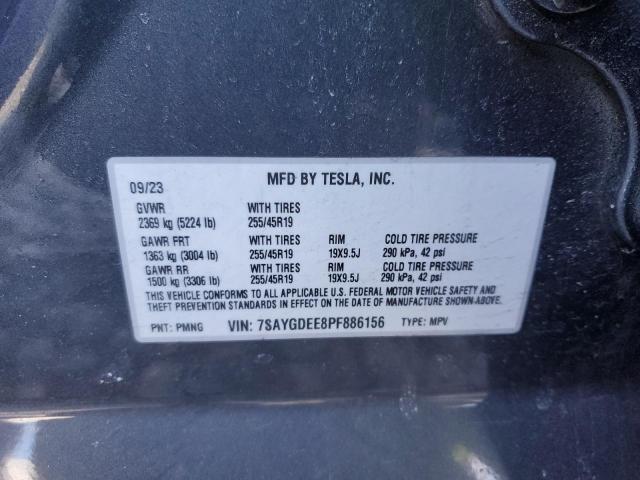 09/23 MFD BY TESLA, INC.
GVWR WITH TIRES
2369 kg (5224 lb) 255/45R19
GAWR FRT WITH TIRES RIM COLD TIRE PRESSURE
1363 kg (3004 lb) 255/45R19 19X9.5J 290 kPa, 42 psi
GAWR RR WITH TIRES RIM COLD TIRE PRESSURE
1500 kg (3306 lb) 255/45R19 19X9.5J 290 kPa, 42 psi
THIS VEHICLE CONFORMS TO ALL APPLICABLE U.S. FEDERAL MOTOR VEHICLE SAFETY AND
THEFT PREVENTION STANDARDS IN EFFECT ON THE DATE OF MANUFACTURE SHOWN ABOVE.
PNT: PMNG VIN: 7SAYGDEE8PF886156 TYPE: MPV